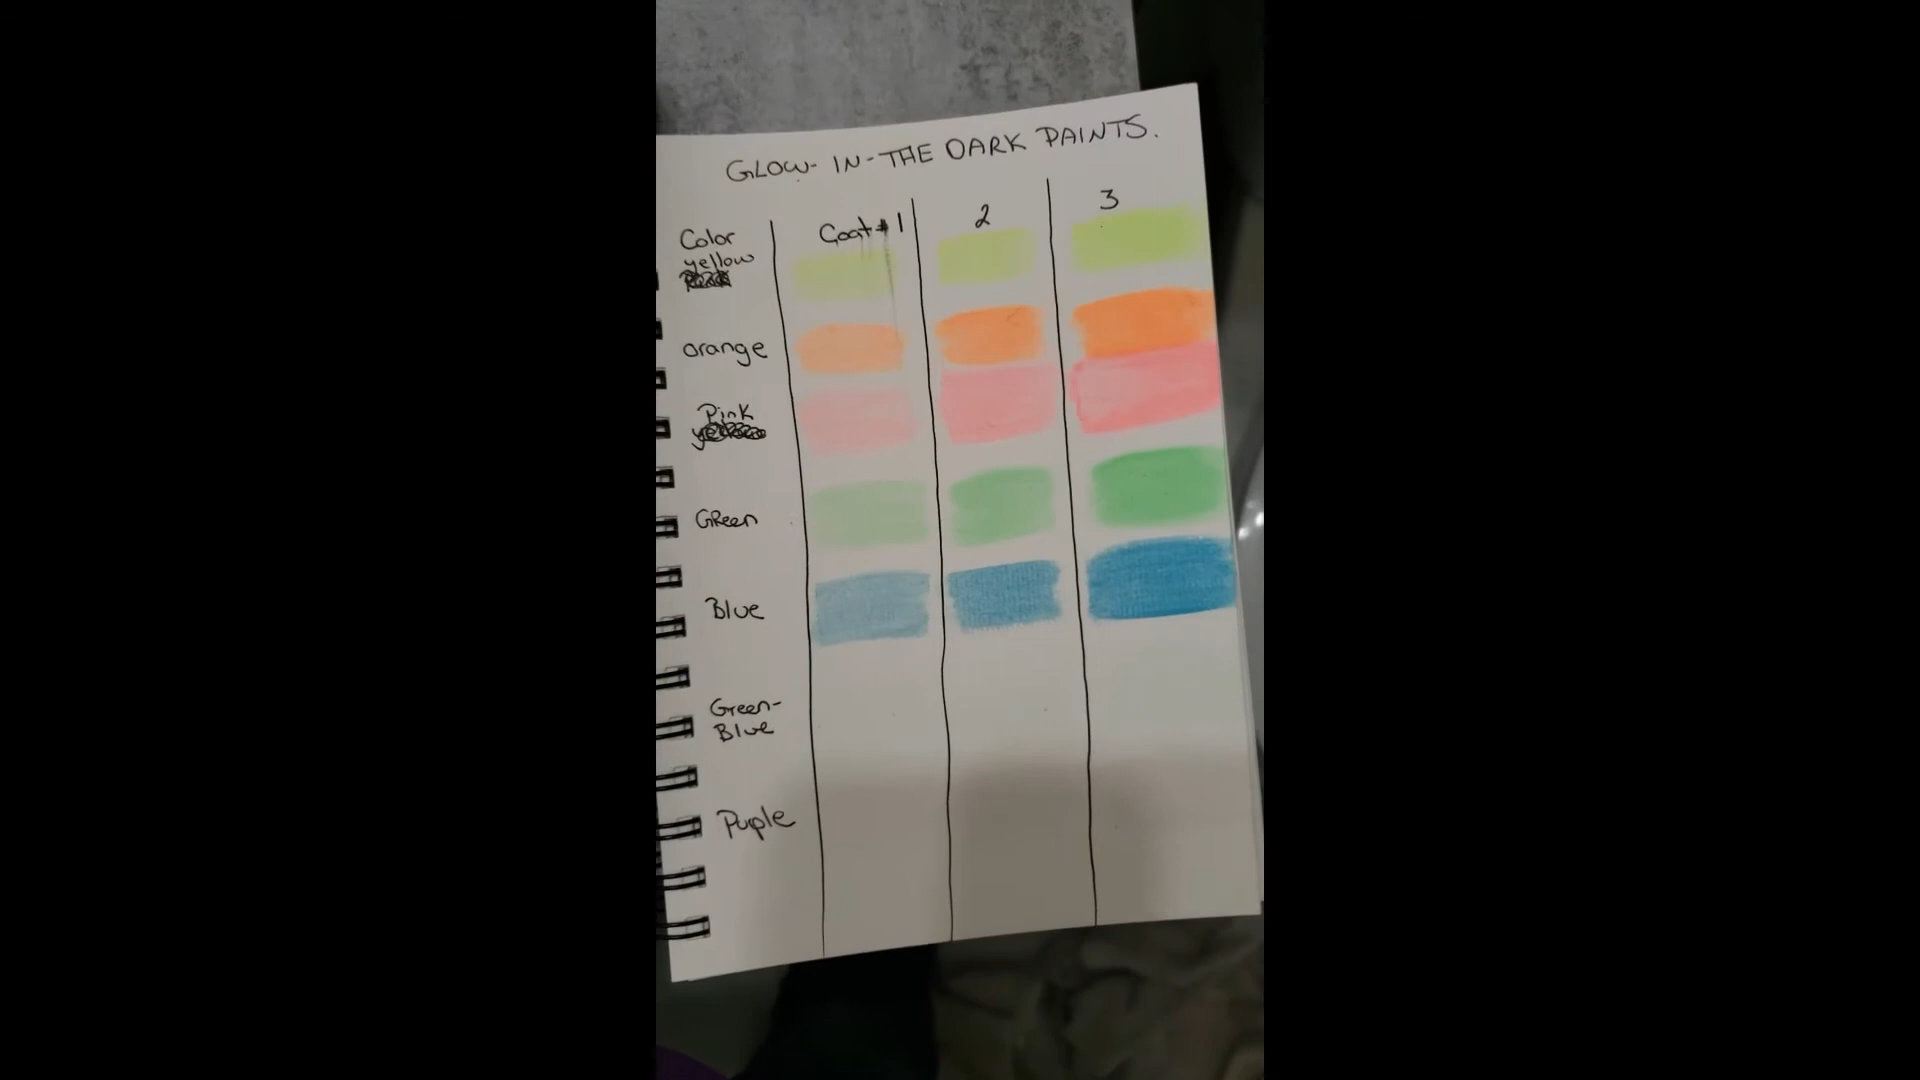 GLOW-IN-THE DARK PAINTS.
Color
Coat #1
2
3
yellow
orange
Pink
GReen
Blue
Green-
Blue
Purple